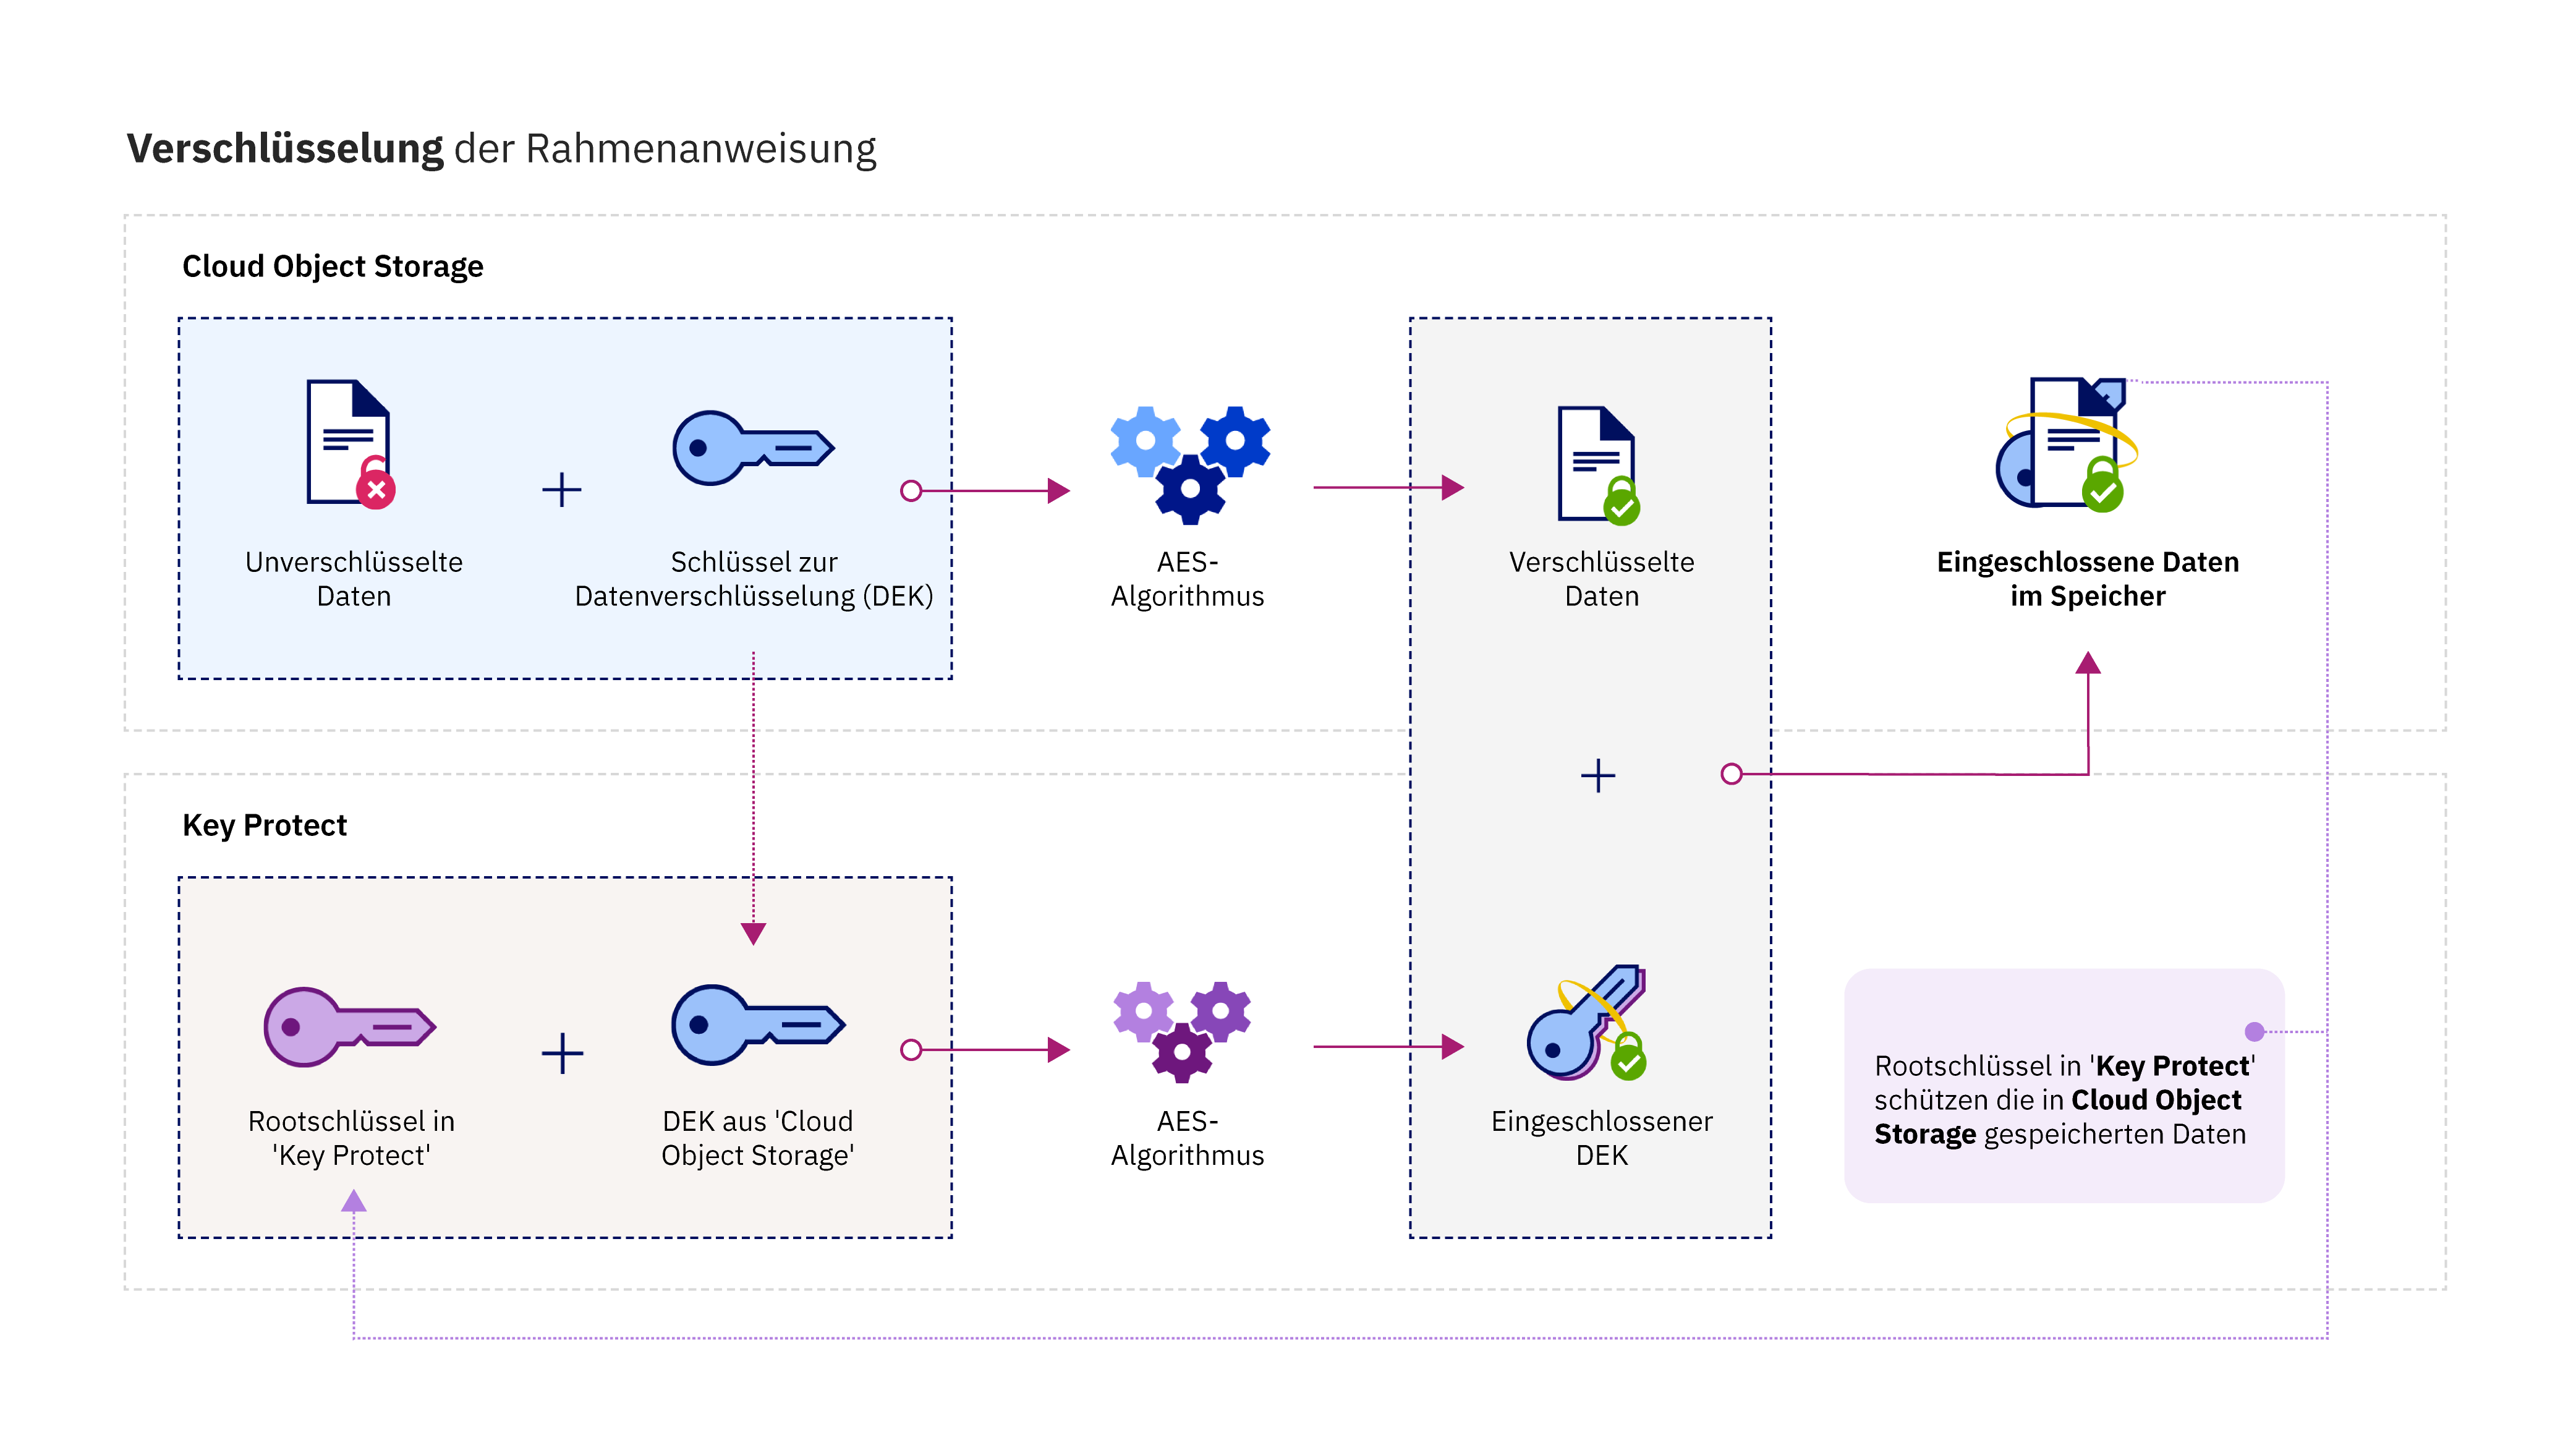 Verschlüsselung der Rahmenanweisung
Cloud Object Storage
Unverschlüsselte
Daten
Schlüssel zur
Datenverschlüsselung (DEK)
AES-
Algorithmus
Verschlüsselte
Daten
Eingeschlossene Daten
im Speicher
Key Protect
Rootschlüssel in
'Key Protect'
DEK aus 'Cloud
Object Storage'
AES-
Algorithmus
Eingeschlossener
DEK
Rootschlüssel in 'Key Protect'
schützen die in Cloud Object
Storage gespeicherten Daten